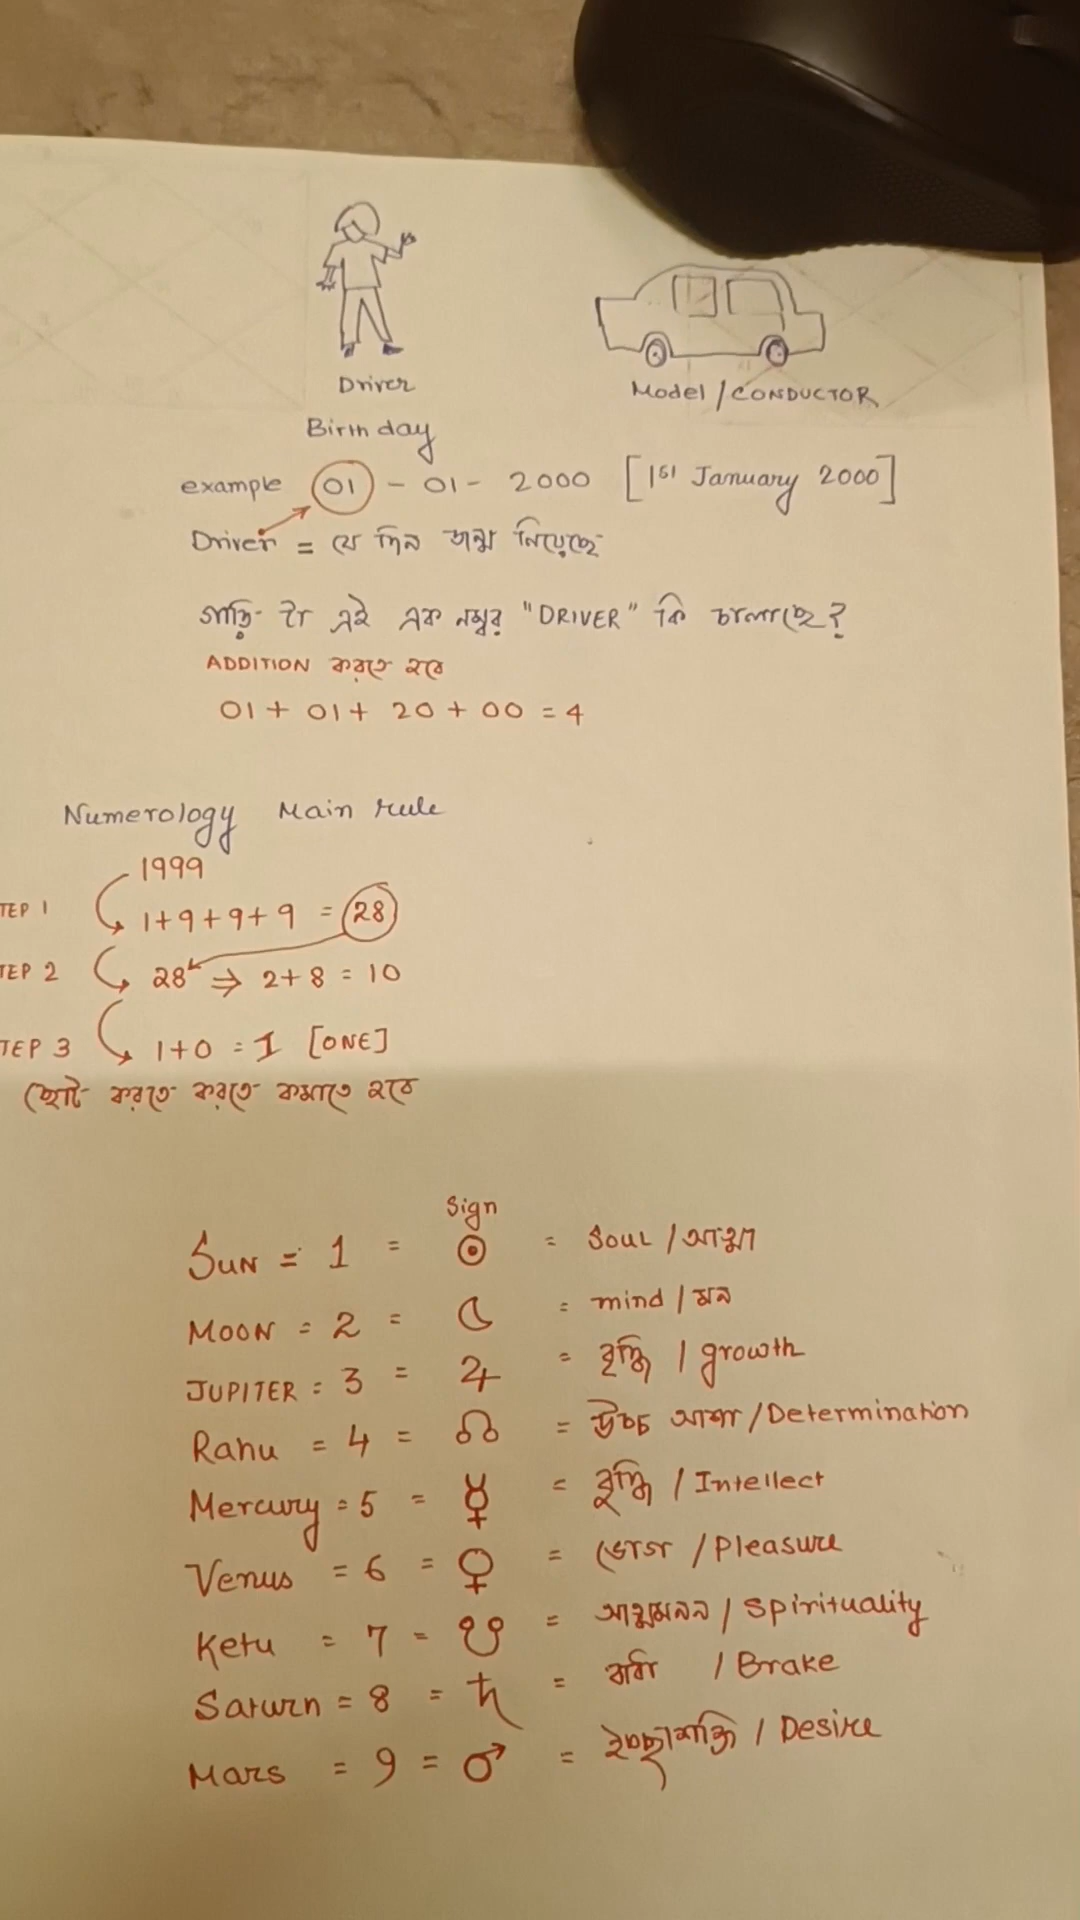 Driver
Model / CONDUCTOR
Birthday
example 01 - 01 - 2000 [1st January 2000]
Driver = যে দিন জন্ম নিয়েছে
গাড়ি টা এই এক নম্বর "DRIVER" কি চালাচ্ছে?
ADDITION করতে হবে
01 + 01 + 20 + 00 = 4
Numerology Main rule
1999
TEP 1 1+9+9+9 = 28
TEP 2 28 ⇒ 2+8 = 10
TEP 3 1+0 = 1 [ONE]
ছোট করতে করতে কমাতে হবে
Sign
SUN = 1 = ☉ = Soul / আত্মা
MOON = 2 = ☾ = mind / মন
JUPITER = 3 = ♃ = বৃদ্ধি / growth
Rahu = 4 = ☊ = উচ্চ আশা / Determination
Mercury = 5 = ☿ = বুদ্ধি / Intellect
Venus = 6 = ♀ = ভোগ / Pleasure
Ketu = 7 = ☋ = আত্মমনন / Spirituality
Saturn = 8 = ♄ = বাধা / Brake
Mars = 9 = ♂ = ইচ্ছাশক্তি / Desire